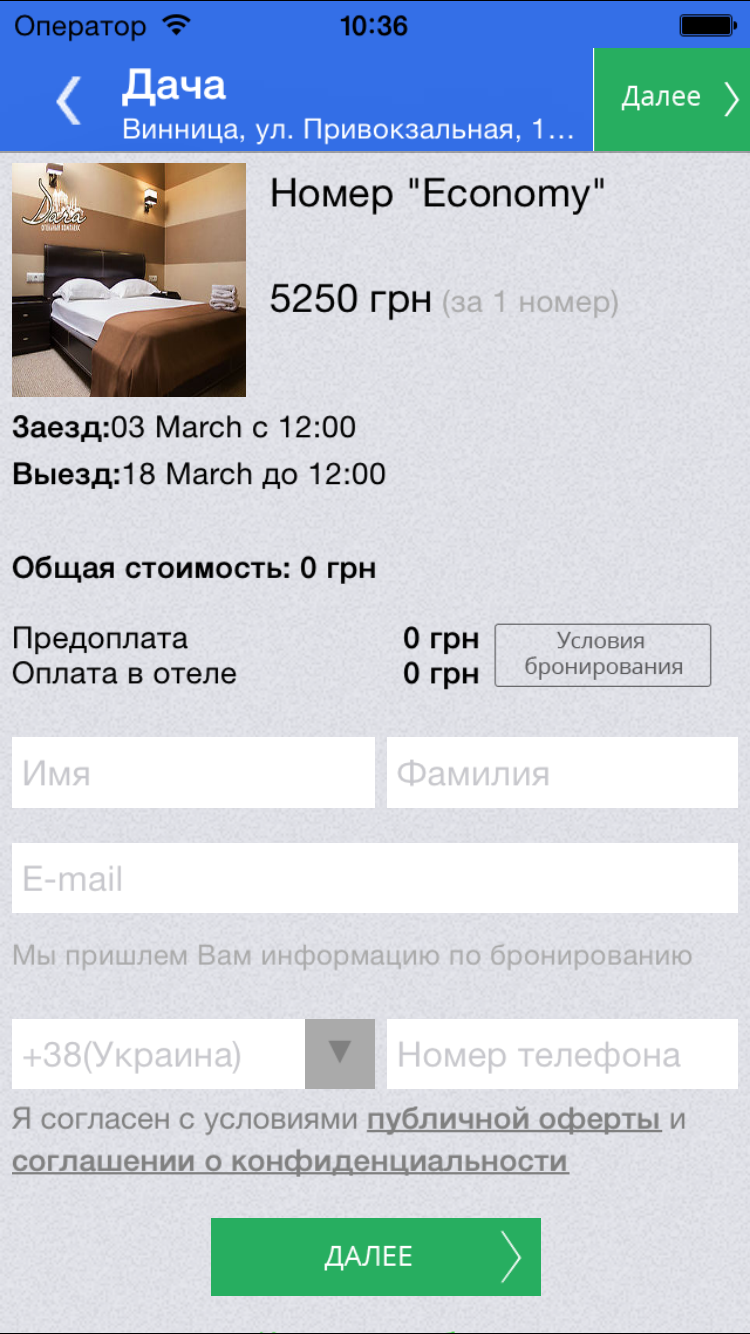 Оператор 10:36
Дача
Винница, ул. Привокзальная, 1...
Далее
Дача
Номер "Economy"
5250 грн (за 1 номер)
Заезд:03 March с 12:00
Выезд:18 March до 12:00
Общая стоимость: 0 грн
Предоплата 0 грн
Оплата в отеле 0 грн
Условия
бронирования
Имя
Фамилия
E-mail
Мы пришлем Вам информацию по бронированию
+38(Украина)
Номер телефона
Я согласен с условиями публичной оферты и
соглашении о конфиденциальности
ДАЛЕЕ